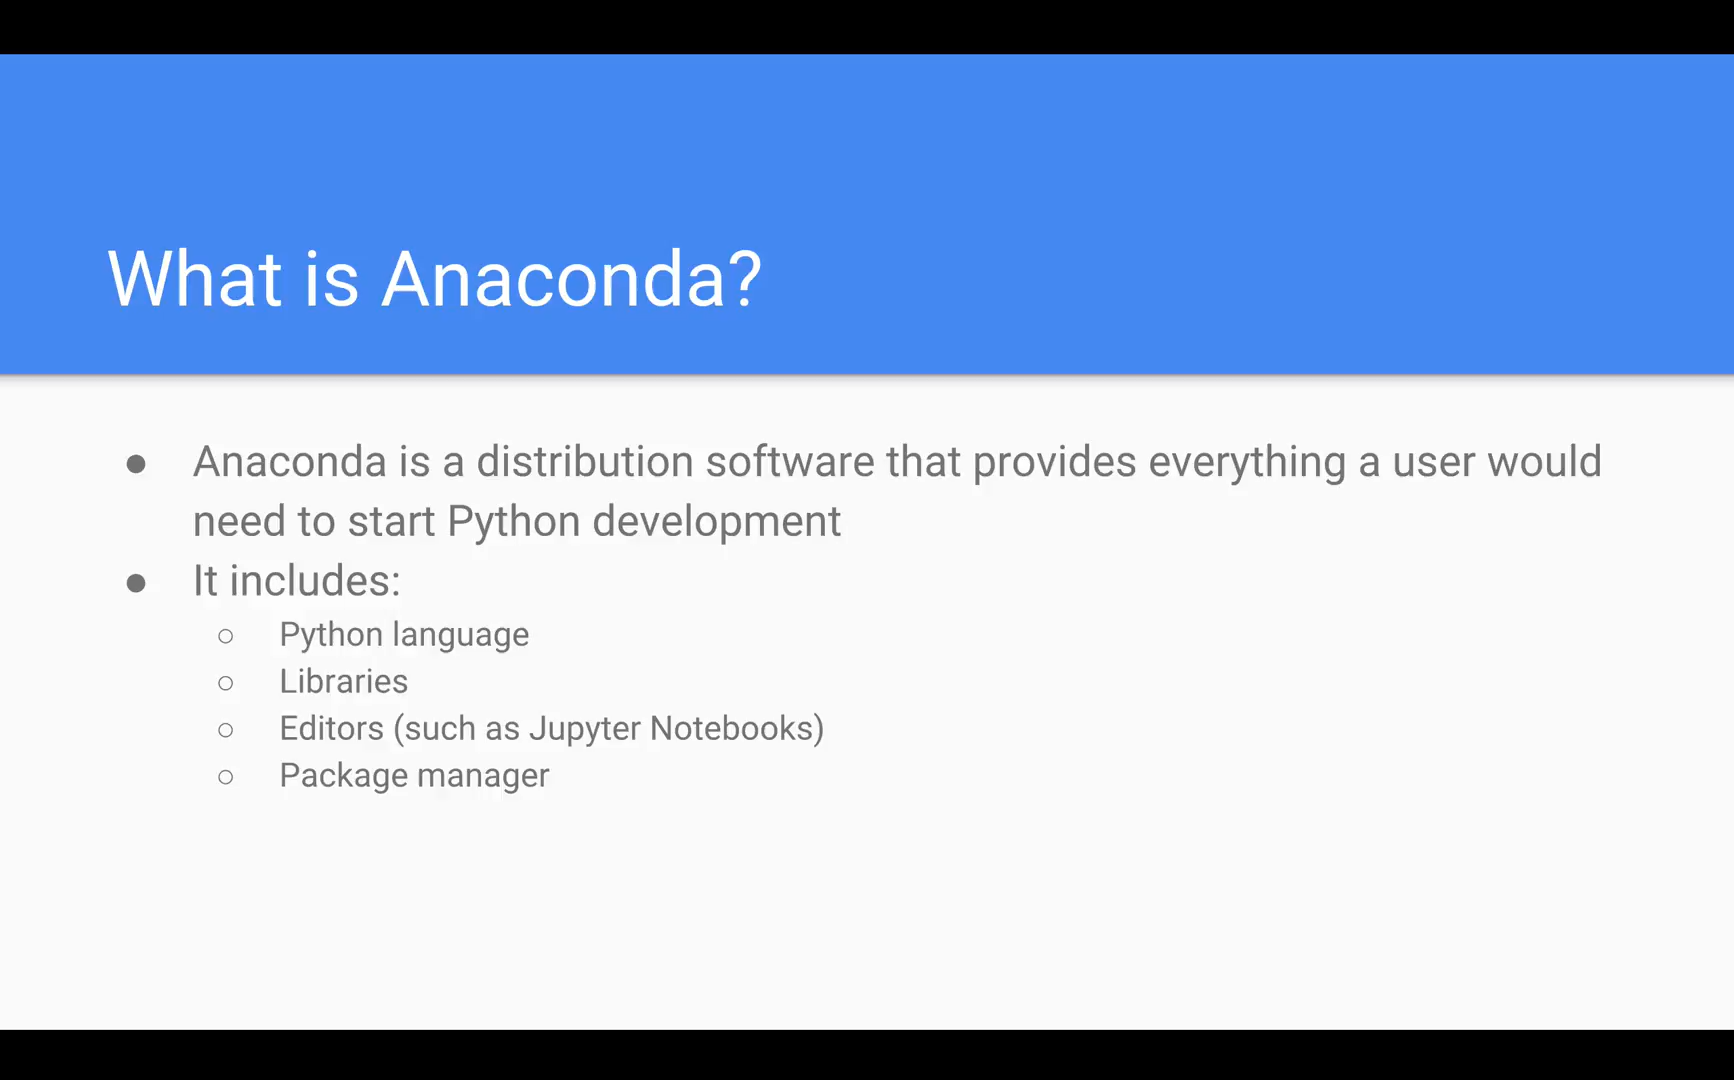 What is Anaconda?
● Anaconda is a distribution software that provides everything a user would
need to start Python development
● It includes:
○ Python language
○ Libraries
○ Editors (such as Jupyter Notebooks)
○ Package manager